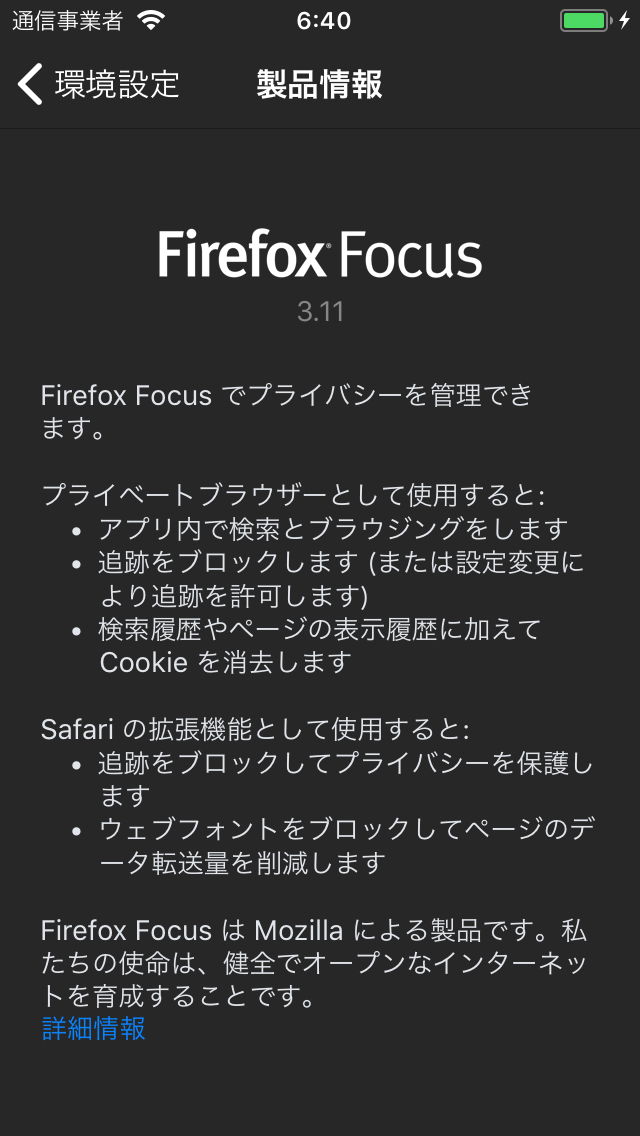 通信事業者 6:40
環境設定 製品情報
Firefox Focus
3.11
Firefox Focus でプライバシーを管理でき
ます。
プライベートブラウザーとして使用すると:
• アプリ内で検索とブラウジングをします
• 追跡をブロックします (または設定変更に
より追跡を許可します)
• 検索履歴やページの表示履歴に加えて
Cookie を消去します
Safari の拡張機能として使用すると:
• 追跡をブロックしてプライバシーを保護し
ます
• ウェブフォントをブロックしてページのデ
ータ転送量を削減します
Firefox Focus は Mozilla による製品です。私
たちの使命は、健全でオープンなインターネッ
トを育成することです。
詳細情報